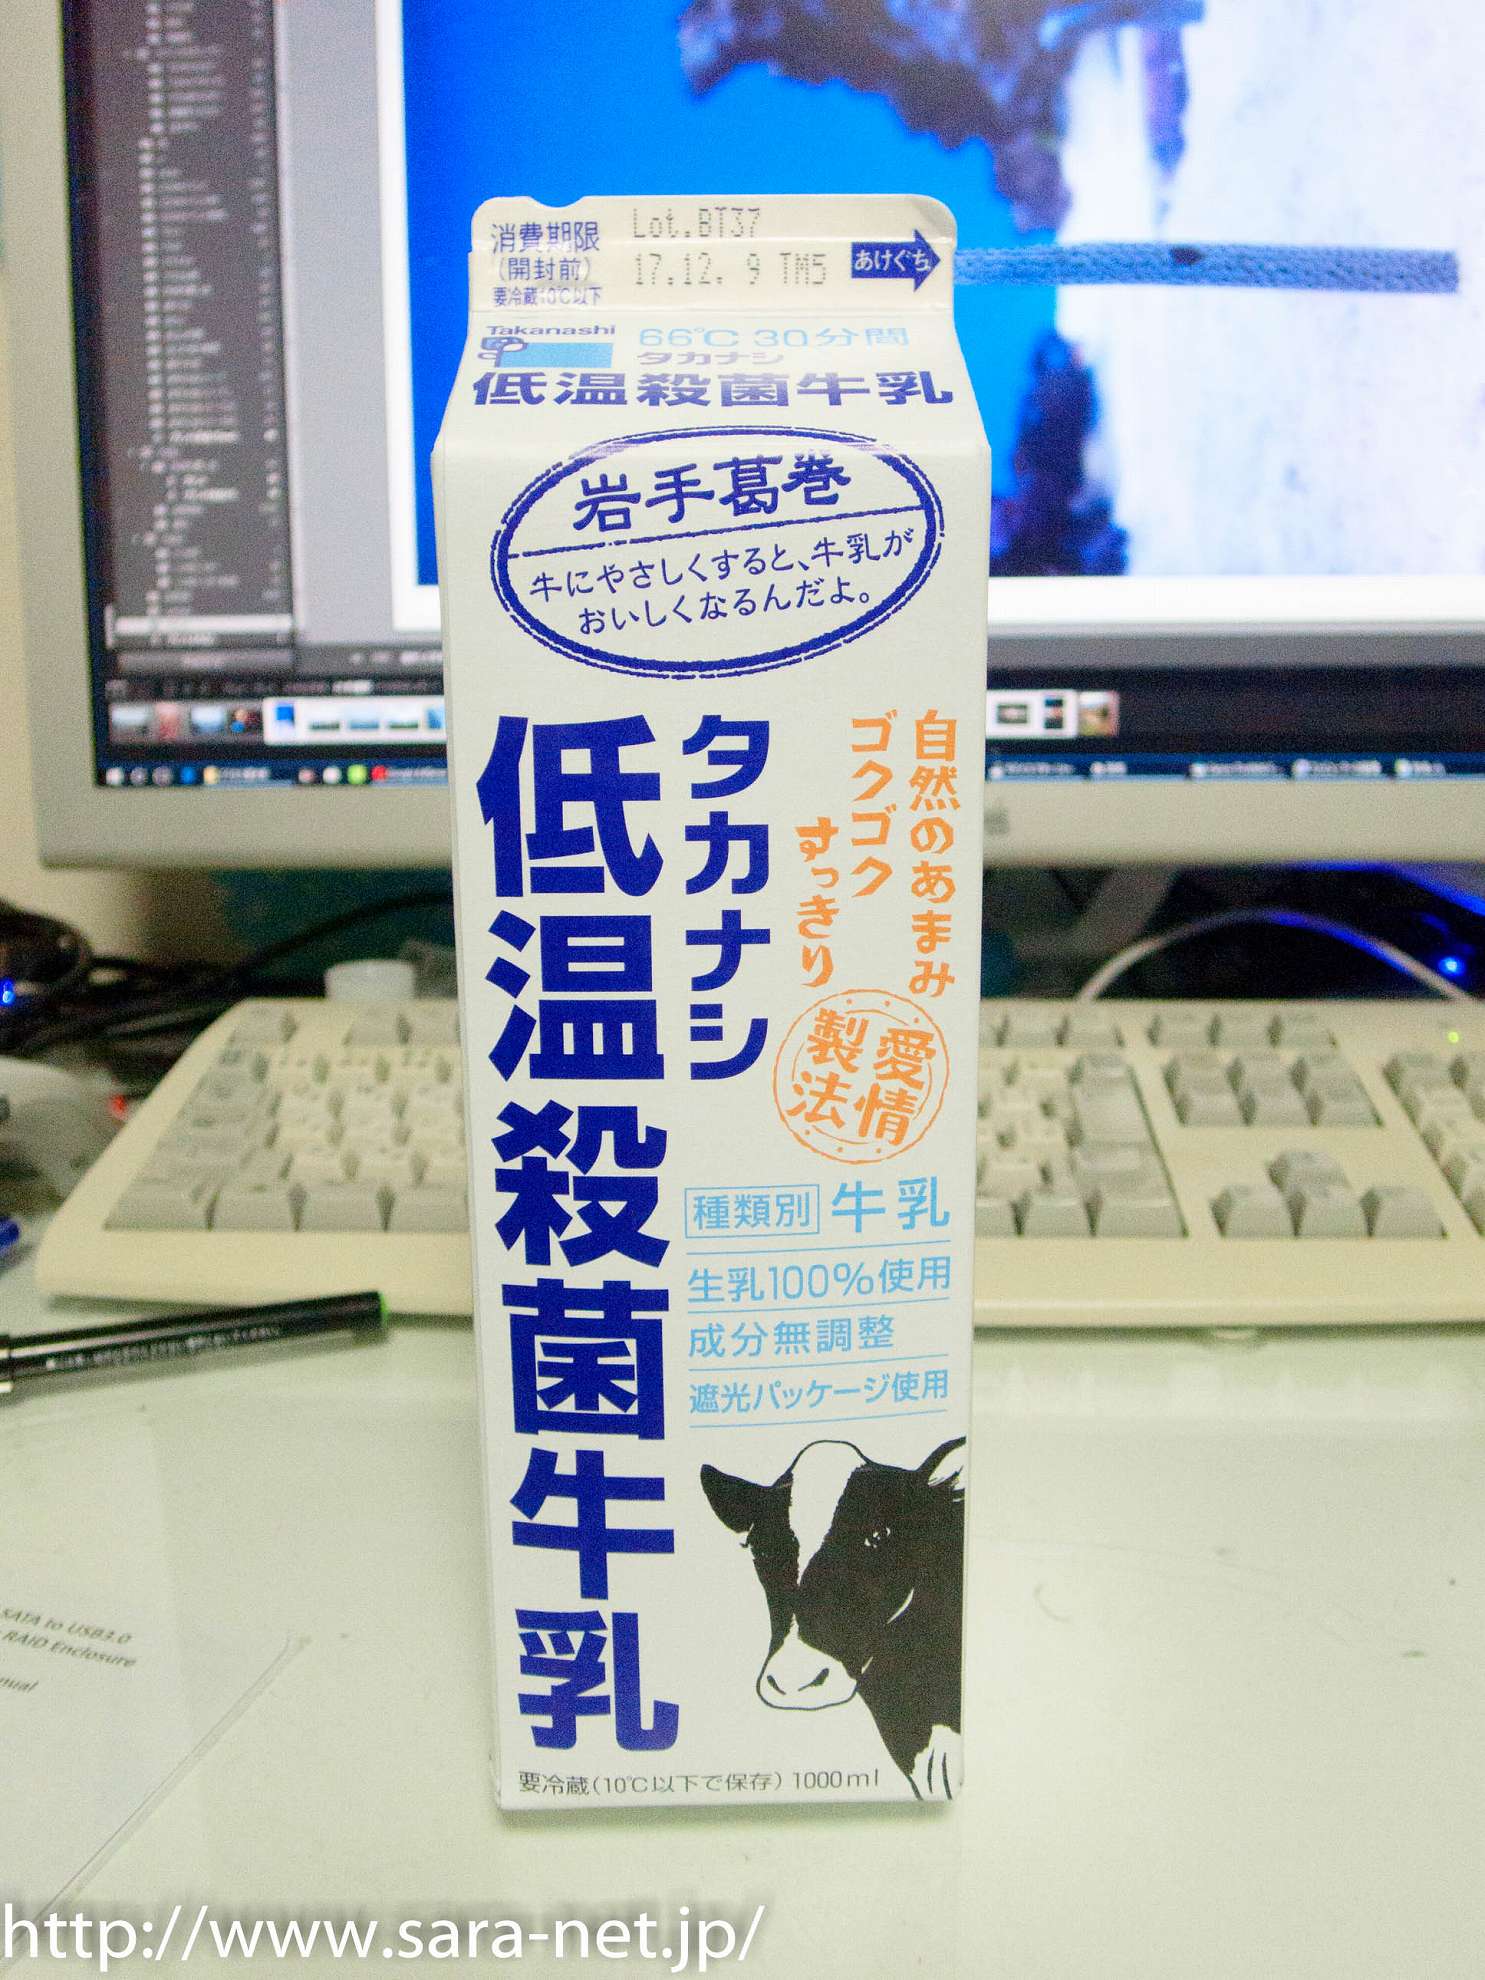 消費期限
(開封前)
要冷蔵10℃以下
Lot.BT37
17.12. 9 TM5
あけぐち
Takanashi
66℃ 30分間
タカナシ
低温殺菌牛乳
岩手葛巻
牛にやさしくすると、牛乳が
おいしくなるんだよ。
自然のあまみ
ゴクゴク
すっきり
タカナシ
低温殺菌牛乳
愛情
製法
種類別 牛乳
生乳100%使用
成分無調整
遮光パッケージ使用
要冷蔵(10℃以下で保存) 1000ml
SATA to USB3.0
RAID Enclosure
http://www.sara-net.jp/